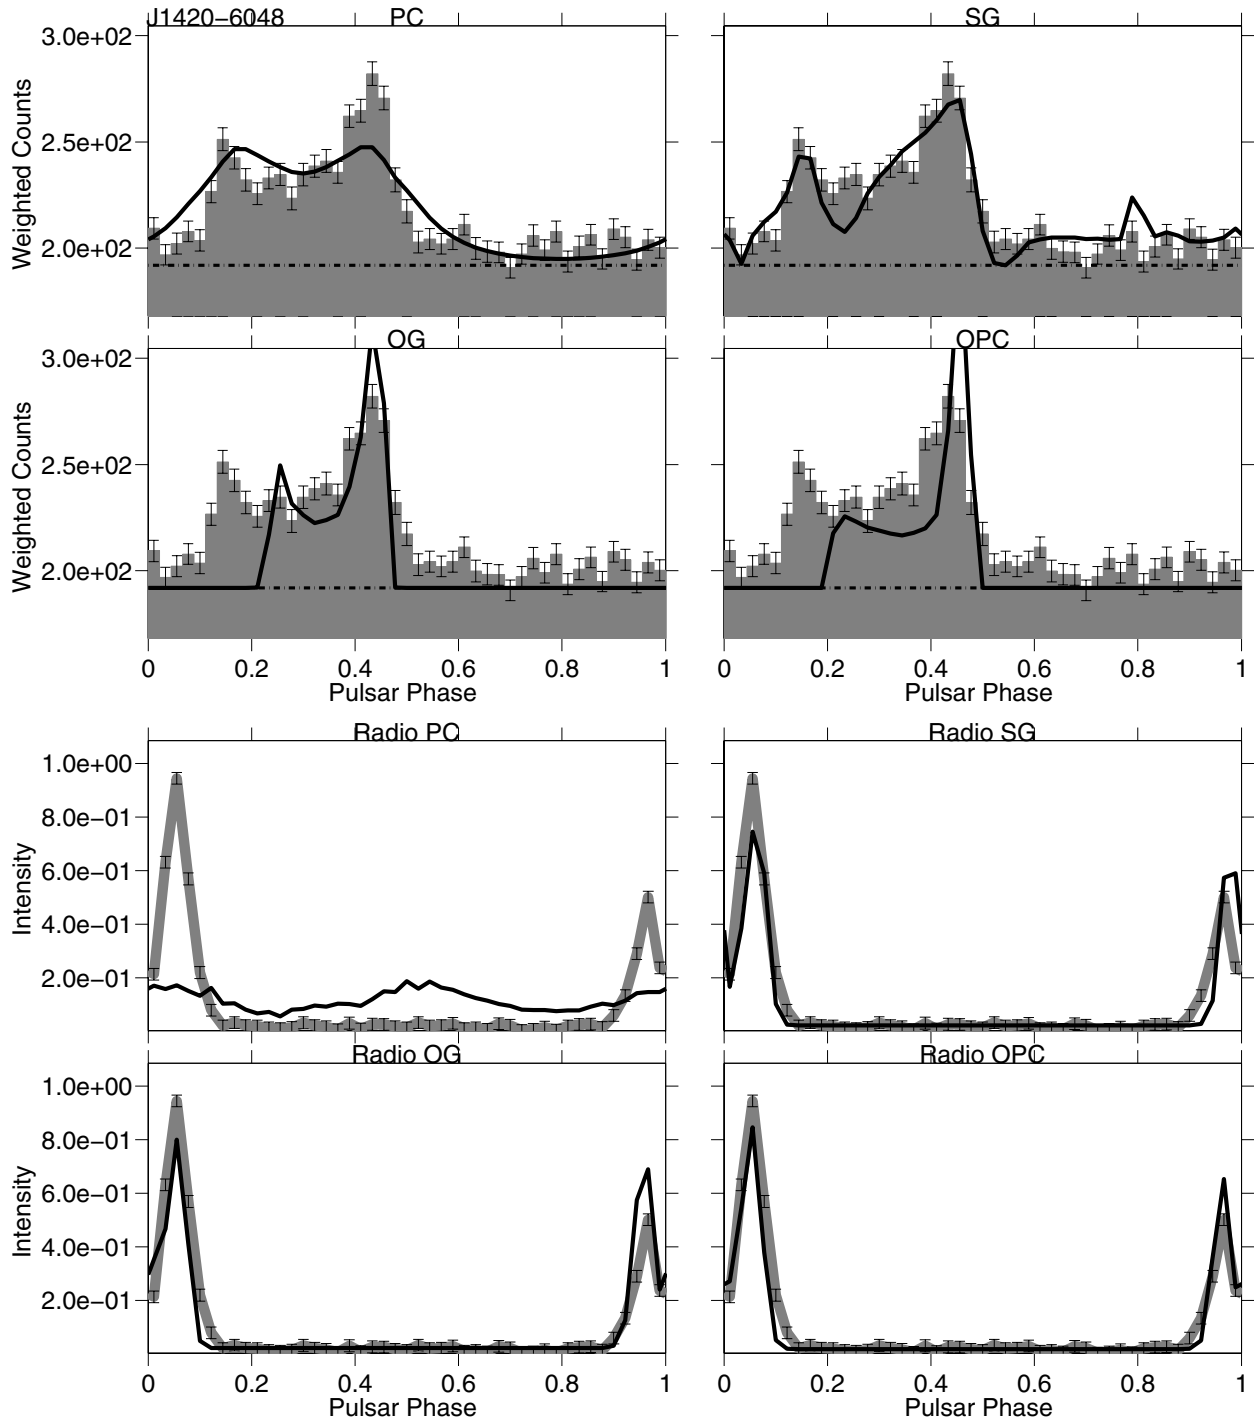 J1420−6048
PC
SG
3.0e+02
2.5e+02
2.0e+02
Weighted Counts
OG
OPC
3.0e+02
2.5e+02
2.0e+02
Weighted Counts
0 0.2 0.4 0.6 0.8 1
0 0.2 0.4 0.6 0.8 1
Pulsar Phase
Pulsar Phase
Radio PC
Radio SG
1.0e+00
8.0e−01
6.0e−01
4.0e−01
2.0e−01
Intensity
Radio OG
Radio OPC
1.0e+00
8.0e−01
6.0e−01
4.0e−01
2.0e−01
Intensity
0 0.2 0.4 0.6 0.8 1
0 0.2 0.4 0.6 0.8 1
Pulsar Phase
Pulsar Phase